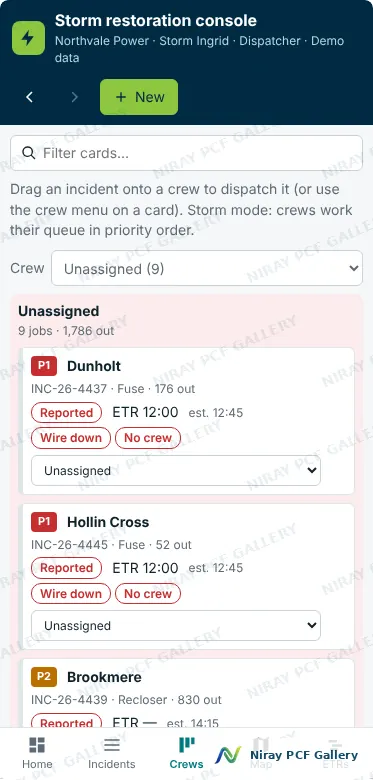 Storm restoration console
Northvale Power · Storm Ingrid · Dispatcher · Demo
data
+ New
Filter cards...
Drag an incident onto a crew to dispatch it (or use
the crew menu on a card). Storm mode: crews work
their queue in priority order.
Crew Unassigned (9)
Unassigned
9 jobs · 1,786 out
P1 Dunholt
INC-26-4437 · Fuse · 176 out
Reported ETR 12:00 est. 12:45
Wire down No crew
Unassigned
P1 Hollin Cross
INC-26-4445 · Fuse · 52 out
Reported ETR 12:00 est. 12:45
Wire down No crew
Unassigned
P2 Brookmere
INC-26-4439 · Recloser · 830 out
Reported ETR — est. 14:15
Home Incidents Crews Map ETRs
Niray PCF Gallery
NIRAY PCF GALLERY